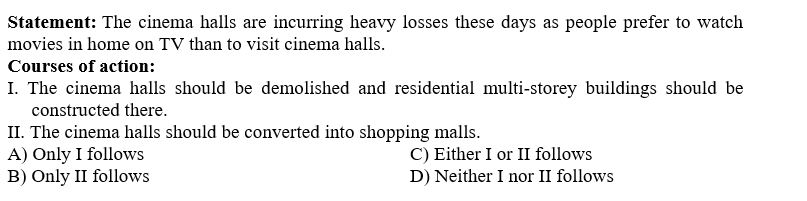 Statement: The cinema halls are incurring heavy losses these days as people prefer to watch
movies in home on TV than to visit cinema halls.
Courses of action:
I. The cinema halls should be demolished and residential multi-storey buildings should be
constructed there.
II. The cinema halls should be converted into shopping malls.
A) Only I follows C) Either I or II follows
B) Only II follows D) Neither I nor II follows